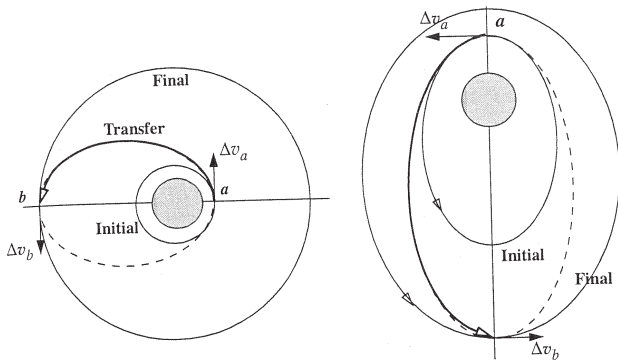 Final
Transfer
Δv_a
b
a
Initial
Δv_b
Δv_a
a
Initial
Final
Δv_b